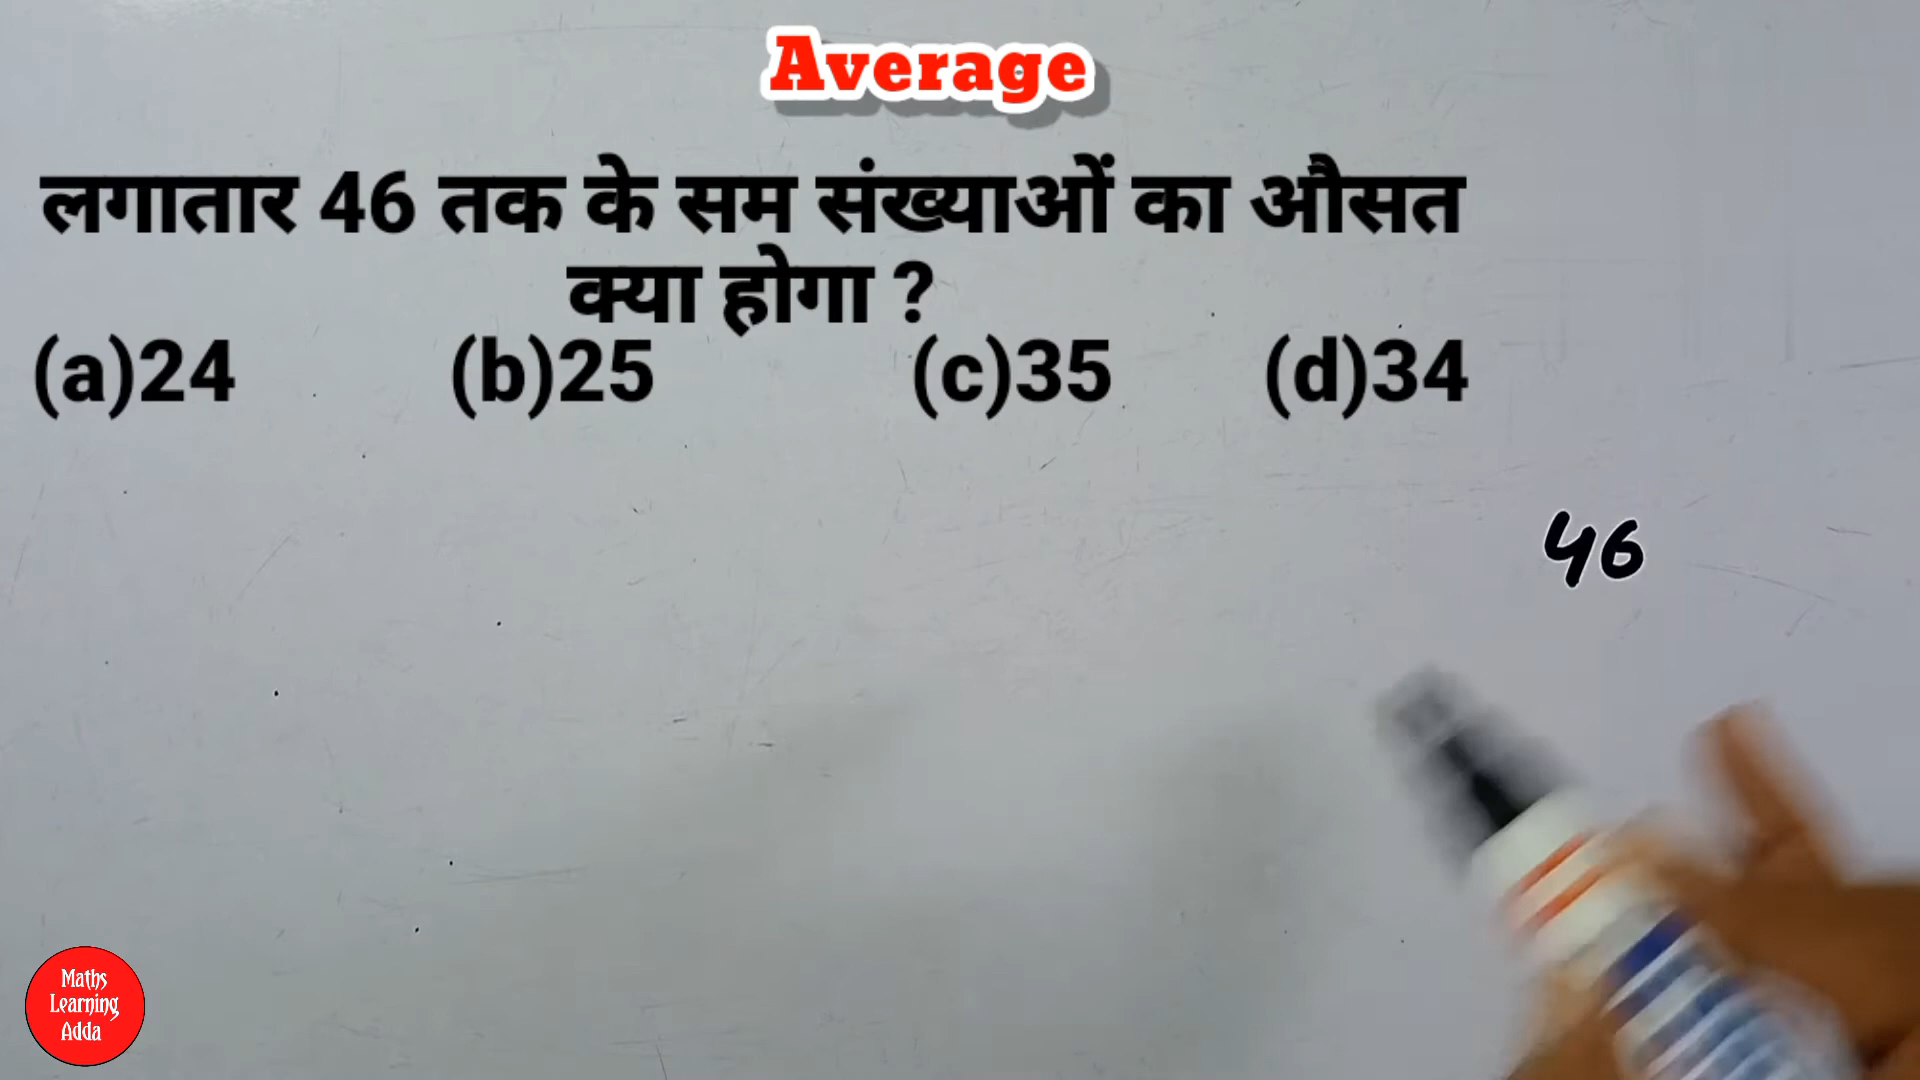 Average
लगातार 46 तक के सम संख्याओं का औसत
क्या होगा ?
(a)24 (b)25 (c)35 (d)34
46
Maths
Learning
Adda